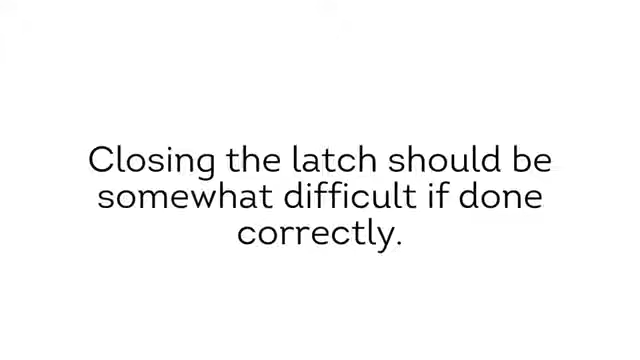 Closing the latch should be
somewhat difficult if done
correctly.